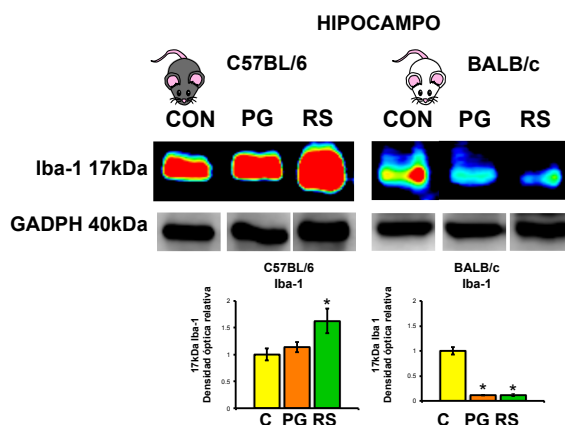 HIPOCAMPO
C57BL/6
BALB/c
CON PG RS
CON PG RS
Iba-1 17kDa
GADPH 40kDa
C57BL/6
Iba-1
17kDa Iba-1
Densidad óptica relativa
2
1.5
1
0.5
0
*
C PG RS
BALB/c
Iba-1
17kDa Iba 1
Densidad óptica relativa
2
1.5
1
0.5
0
* *
C PG RS